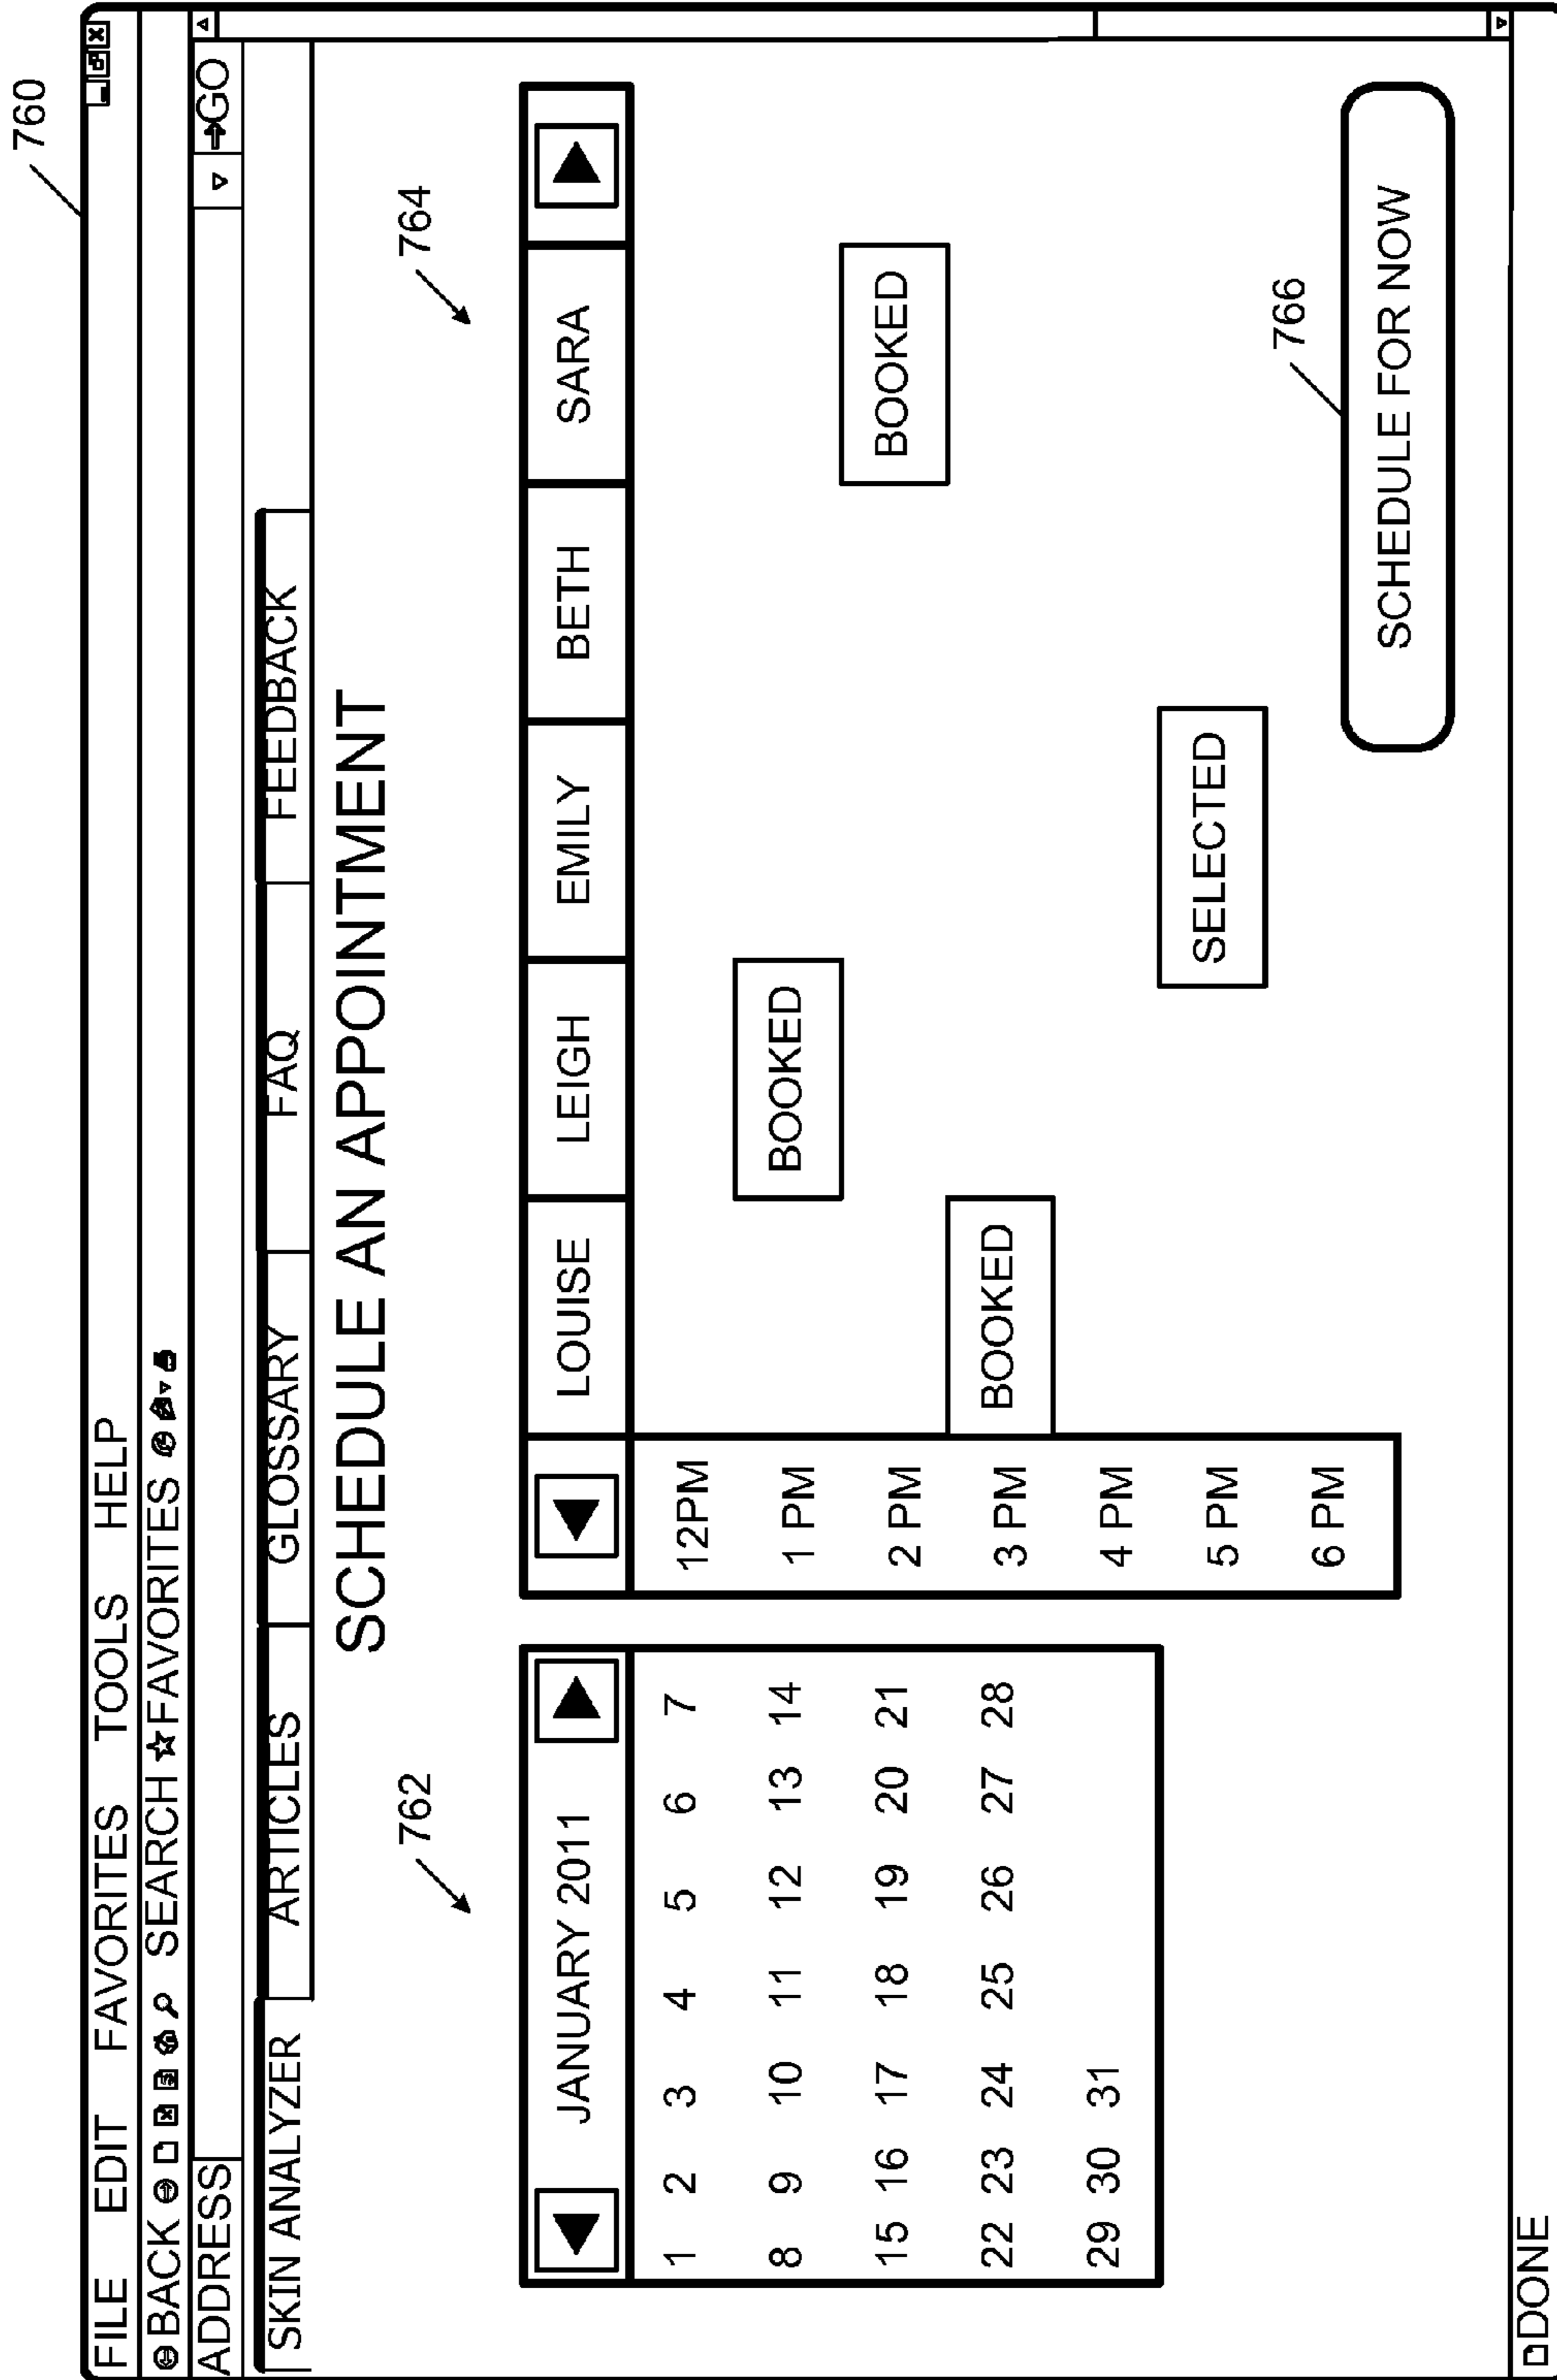 760
FILE EDIT FAVORITES TOOLS HELP
BACK SEARCH FAVORITES
ADDRESS GO
SKIN ANALYZER ARTICLES GLOSSARY FAQ FEEDBACK
SCHEDULE AN APPOINTMENT
762 764
JANUARY 2011 LOUISE LEIGH EMILY BETH SARA
1 2 3 4 5 6 7 12PM
8 9 10 11 12 13 14 1 PM BOOKED
15 16 17 18 19 20 21 2 PM BOOKED
22 23 24 25 26 27 28 3 PM BOOKED
29 30 31 4 PM
5 PM SELECTED
766
6 PM
SCHEDULE FOR NOW
DONE